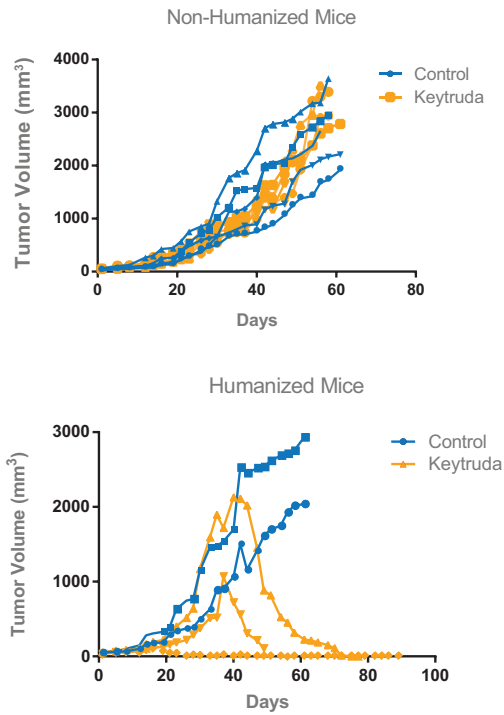 Non-Humanized Mice
4000
3000
2000
1000
0
0
20
40
60
80
Tumor Volume (mm³)
Days
Control
Keytruda
Humanized Mice
3000
2000
1000
0
0
20
40
60
80
100
Tumor Volume (mm³)
Days
Control
Keytruda